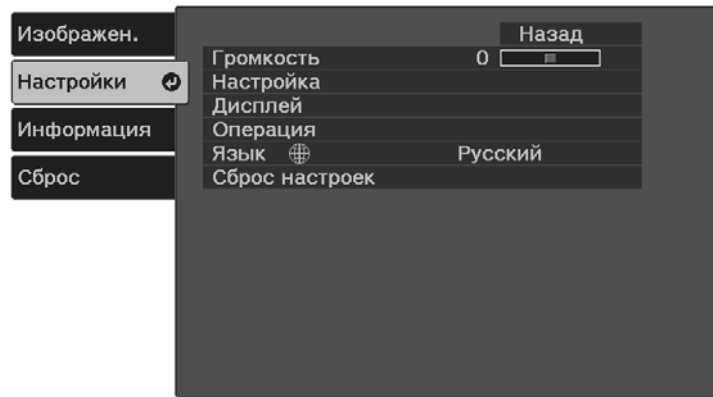 Изображен.
Настройки
Информация
Сброс
Назад
Громкость 0
Настройка
Дисплей
Операция
Язык Русский
Сброс настроек